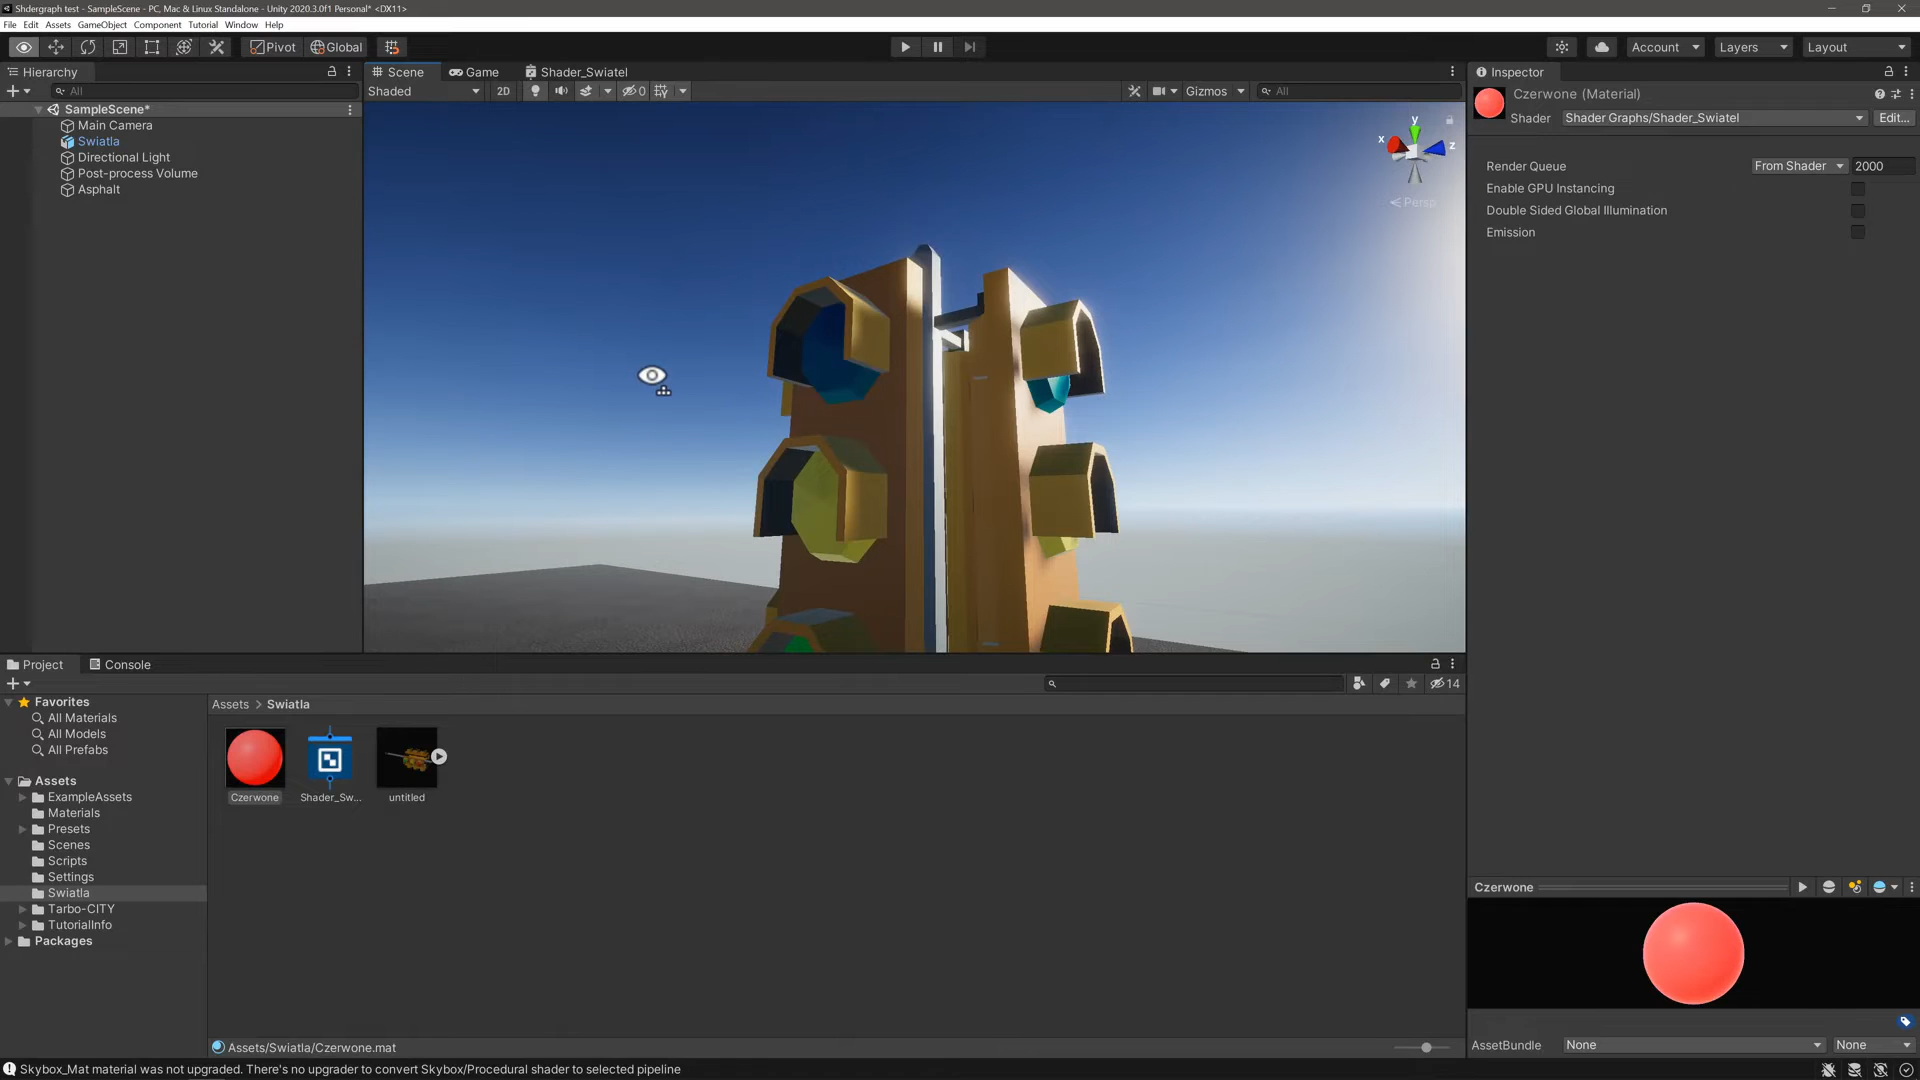 Shdergraph test - SampleScene - PC, Mac & Linux Standalone - Unity 2020.3.0f1 Personal* <DX11>
File Edit Assets GameObject Component Tutorial Window Help
Pivot Global
Account Layers Layout
Hierarchy
All
SampleScene*
Main Camera
Swiatla
Directional Light
Post-process Volume
Asphalt
Scene Game Shader_Swiatel
Shaded 2D 0 Gizmos All
y
x z
Persp
Inspector
Czerwone (Material)
Shader Shader Graphs/Shader_Swiatel Edit...
Render Queue From Shader 2000
Enable GPU Instancing
Double Sided Global Illumination
Emission
Project Console
14
Favorites
All Materials
All Models
All Prefabs
Assets
ExampleAssets
Materials
Presets
Scenes
Scripts
Settings
Swiatla
Tarbo-CITY
TutorialInfo
Packages
Assets > Swiatla
Czerwone Shader_Sw... untitled
Assets/Swiatla/Czerwone.mat
Czerwone
AssetBundle None None
Skybox_Mat material was not upgraded. There's no upgrader to convert Skybox/Procedural shader to selected pipeline